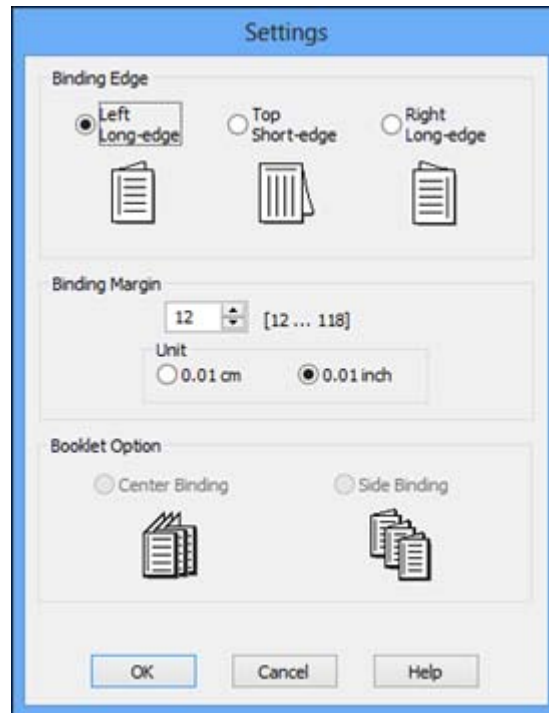 Settings
Binding Edge
Left
Long-edge
Top
Short-edge
Right
Long-edge
Binding Margin
12 [12 ... 118]
Unit
0.01 cm 0.01 inch
Booklet Option
Center Binding Side Binding
OK Cancel Help